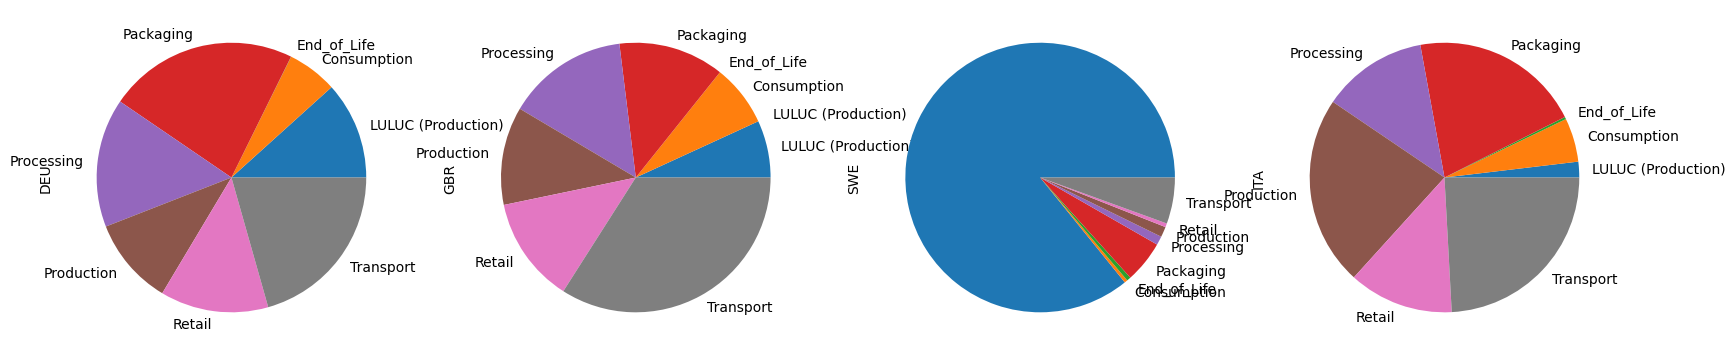 DEU
LULUC (Production)
Consumption
End_of_Life
Packaging
Processing
Production
Retail
Transport
GBR
LULUC (Production)
Consumption
End_of_Life
Packaging
Processing
Production
Retail
Transport
SWE
LULUC (Production
Consumption
End_of_Life
Packaging
Processing
Production
Retail
Transport
ITA
LULUC (Production)
Consumption
End_of_Life
Packaging
Processing
Production
Retail
Transport